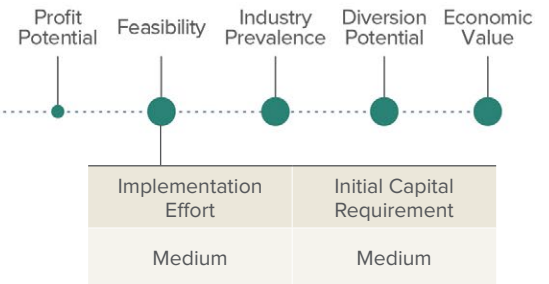 Profit
Potential
Feasibility
Industry
Prevalence
Diversion
Potential
Economic
Value
Implementation
Effort
Initial Capital
Requirement
Medium
Medium